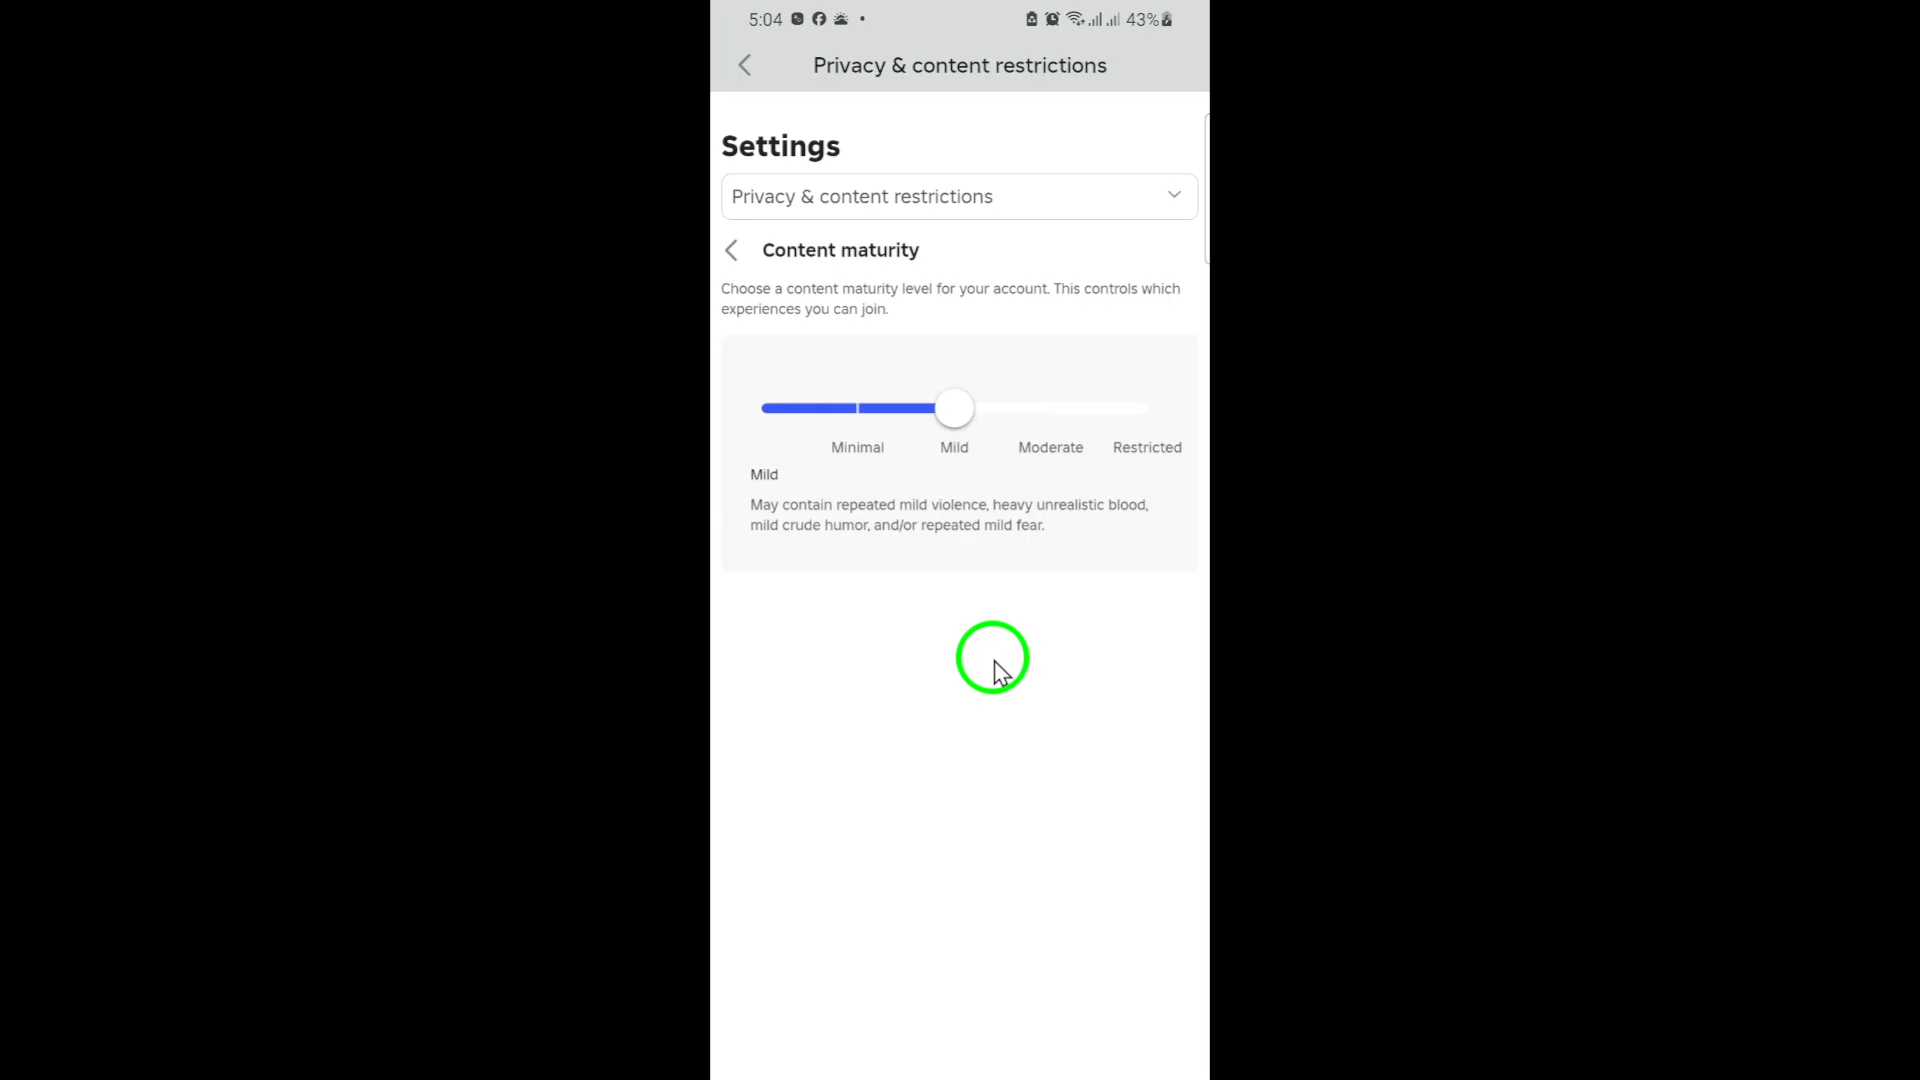 5:04 43%
Privacy & content restrictions
Settings
Privacy & content restrictions
Content maturity
Choose a content maturity level for your account. This controls which
experiences you can join.
Minimal Mild Moderate Restricted
Mild
May contain repeated mild violence, heavy unrealistic blood,
mild crude humor, and/or repeated mild fear.